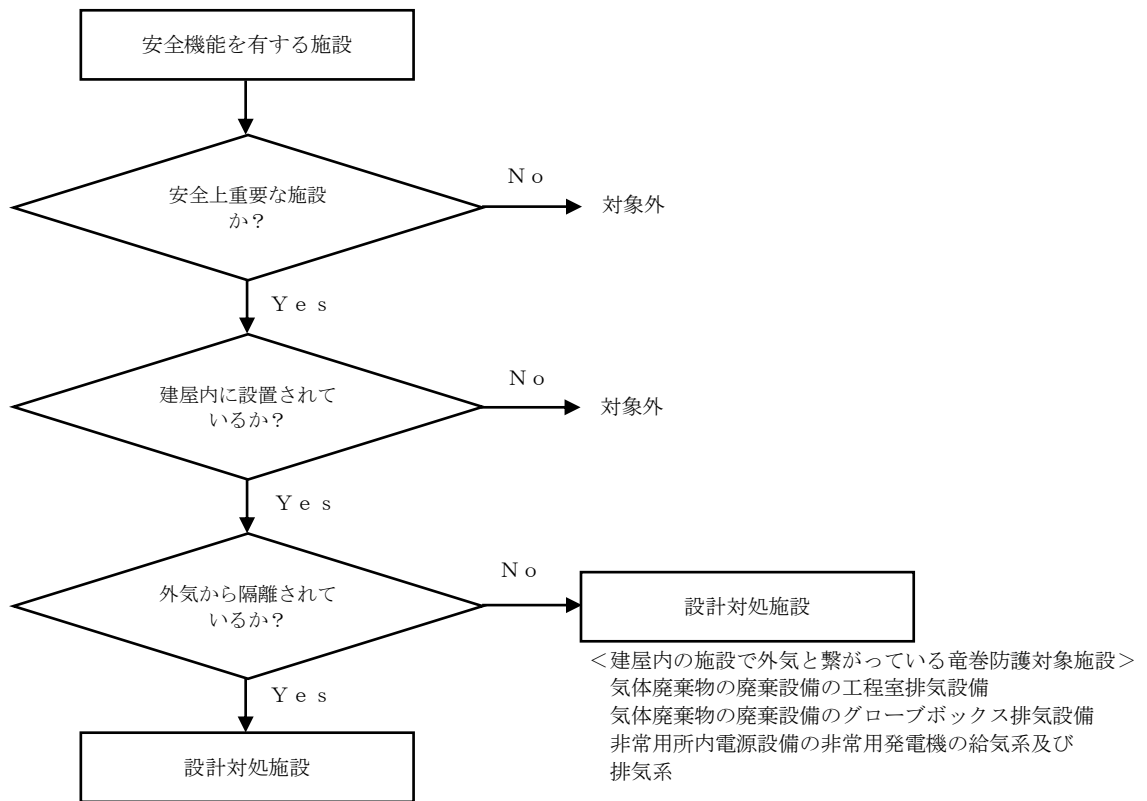 安全機能を有する施設
安全上重要な施設
か？
Ｎｏ
対象外
Ｙｅｓ
建屋内に設置されて
いるか？
Ｎｏ
対象外
Ｙｅｓ
外気から隔離されて
いるか？
Ｎｏ
設計対処施設
＜建屋内の施設で外気と繋がっている竜巻防護対象施設＞
気体廃棄物の廃棄設備の工程室排気設備
気体廃棄物の廃棄設備のグローブボックス排気設備
非常用所内電源設備の非常用発電機の給気系及び
排気系
Ｙｅｓ
設計対処施設